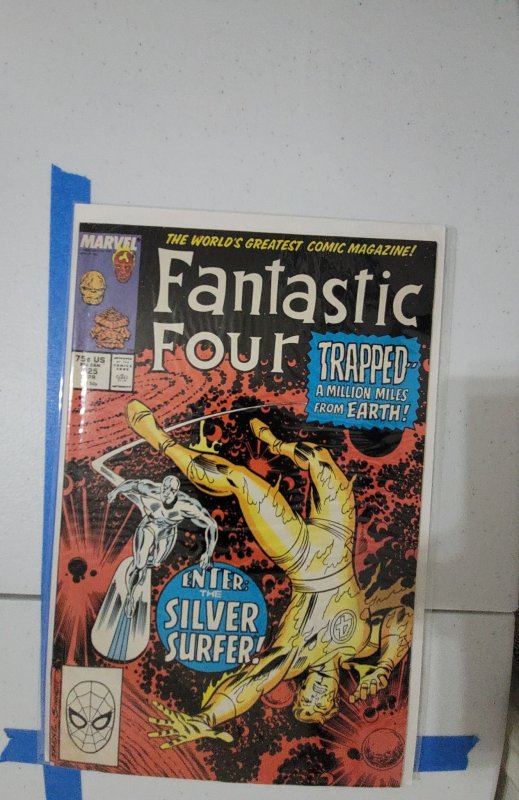 THE WORLD'S GREATEST COMIC MAGAZINE!
MARVEL
Fantastic
Four
75¢ US
TRAPPED
A MILLION MILES
FROM EARTH!
ENTER:
THE
SILVER
SURFER!
4